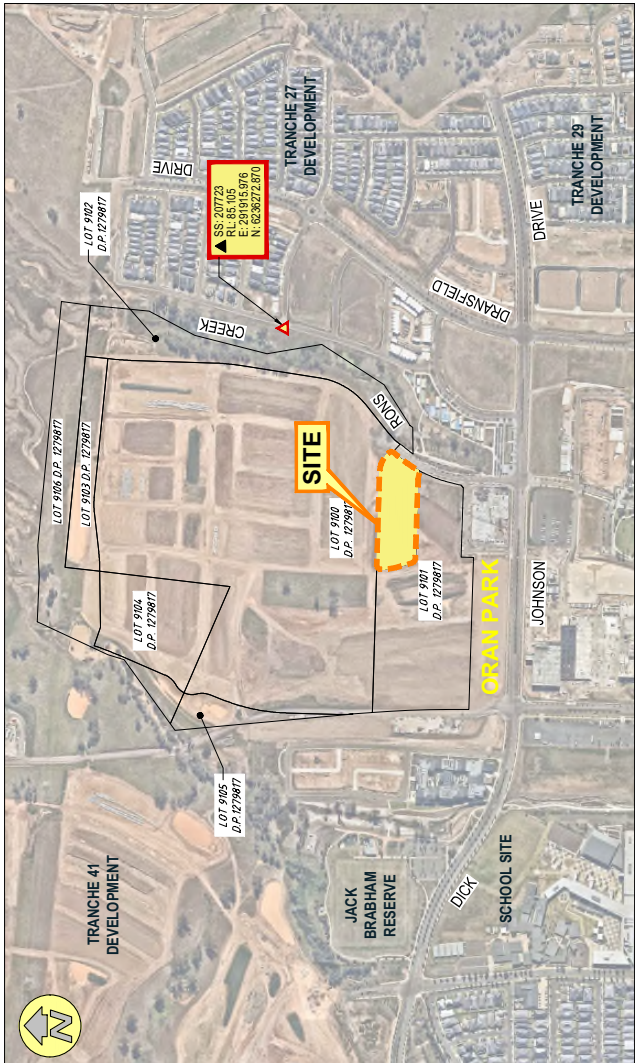 LOT 9102
D.P. 1279817
DRIVE
SS: 207723
RL: 85.105
E: 291915.976
N: 6236272.870
TRANCHE 27
DEVELOPMENT
CREEK
DRANSFIELD
DRIVE
TRANCHE 29
DEVELOPMENT
LOT 9106 D.P. 1279817
LOT 9103 D.P. 1279817
RONS
SITE
LOT 9100
D.P. 1279817
LOT 9101
D.P. 1279817
LOT 9104
D.P. 1279817
ORAN PARK
JOHNSON
LOT 9105
D.P.1279817
TRANCHE 41
DEVELOPMENT
JACK
BRABHAM
RESERVE
DICK
SCHOOL SITE
N